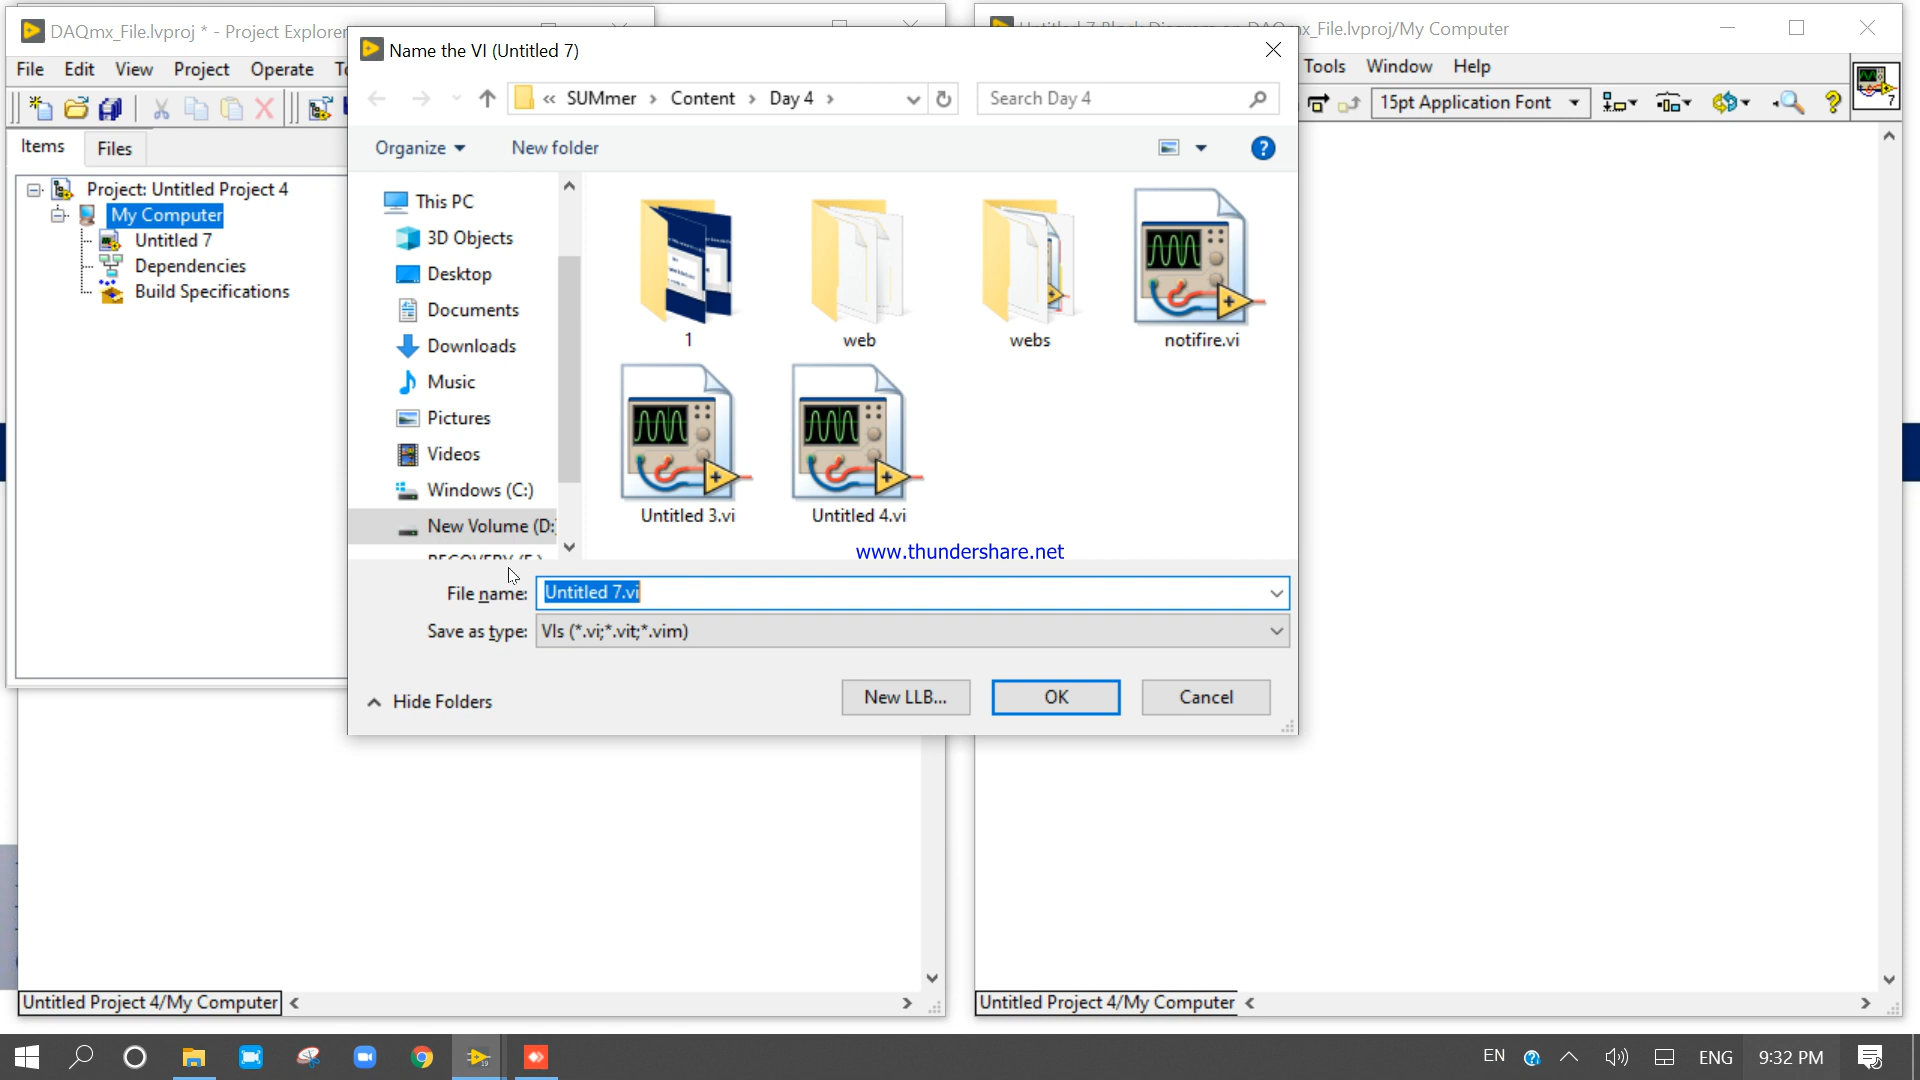 DAQmx_File.lvproj * - Project Explorer
File Edit View Project Operate
Items Files
Project: Untitled Project 4
My Computer
Untitled 7
Dependencies
Build Specifications
Name the VI (Untitled 7)
« SUMmer > Content > Day 4 >
Search Day 4
Organize
New folder
This PC
3D Objects
Desktop
Documents
Downloads
Music
Pictures
Videos
Windows (C:)
New Volume (D:
1
web
webs
notifire.vi
Untitled 3.vi
Untitled 4.vi
www.thundershare.net
File name: Untitled 7.vi
Save as type: VIs (*.vi;*.vit;*.vim)
Hide Folders
New LLB...
OK
Cancel
x_File.lvproj/My Computer
Tools Window Help
15pt Application Font
7
Untitled Project 4/My Computer
Untitled Project 4/My Computer
19
EN
ENG
9:32 PM